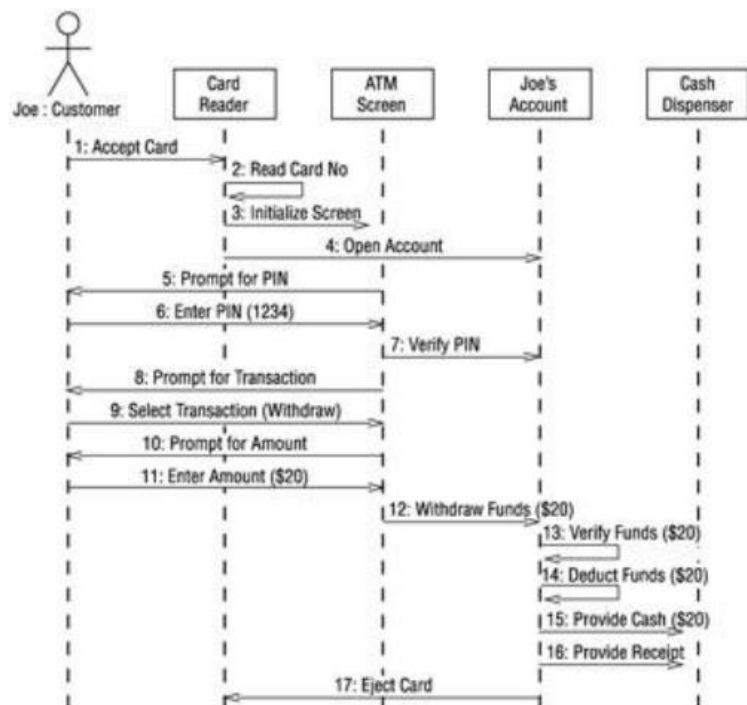 Joe : Customer
Card
Reader
ATM
Screen
Joe's
Account
Cash
Dispenser
1: Accept Card
2: Read Card No
3: Initialize Screen
4: Open Account
5: Prompt for PIN
6: Enter PIN (1234)
7: Verify PIN
8: Prompt for Transaction
9: Select Transaction (Withdraw)
10: Prompt for Amount
11: Enter Amount ($20)
12: Withdraw Funds ($20)
13: Verify Funds ($20)
14: Deduct Funds ($20)
15: Provide Cash ($20)
16: Provide Receipt
17: Eject Card